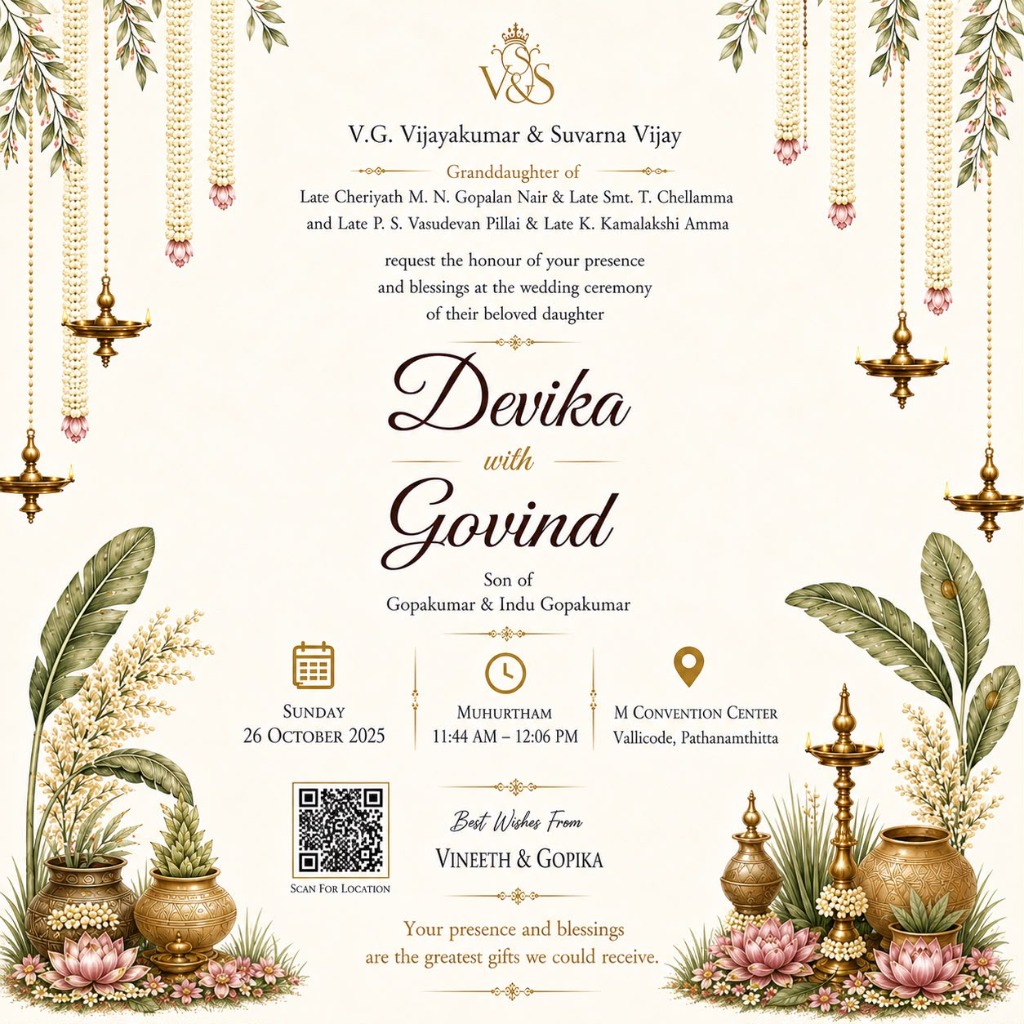 V&S
V.G. Vijayakumar & Suvarna Vijay
Granddaughter of
Late Cheriyath M. N. Gopalan Nair & Late Smt. T. Chellamma
and Late P. S. Vasudevan Pillai & Late K. Kamalakshi Amma
request the honour of your presence
and blessings at the wedding ceremony
of their beloved daughter
Devika
with
Govind
Son of
Gopakumar & Indu Gopakumar
Sunday
26 October 2025
Muhurtham
11:44 AM – 12:06 PM
M Convention Center
Vallicode, Pathanamthitta
Scan For Location
Best Wishes From
Vineeth & Gopika
Your presence and blessings
are the greatest gifts we could receive.